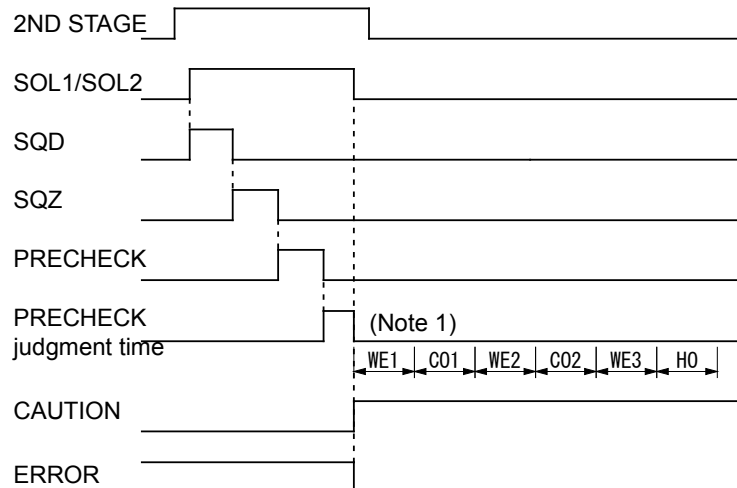 2ND STAGE
SOL1/SOL2
SQD
SQZ
PRECHECK
PRECHECK
judgment time
(Note 1)
WE1 CO1 WE2 CO2 WE3 HO
CAUTION
ERROR